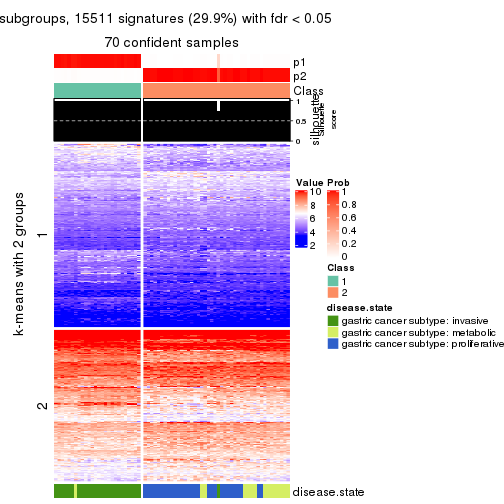 subgroups, 15511 signatures (29.9%) with fdr < 0.05
70 confident samples
p1
p2
Class
1
0.5
0
silhouette
score
k-means with 2 groups
1
2
Value
10
8
6
4
2
Prob
1
0.8
0.6
0.4
0.2
0
Class
1
2
disease.state
gastric cancer subtype: invasive
gastric cancer subtype: metabolic
gastric cancer subtype: proliferative
disease.state